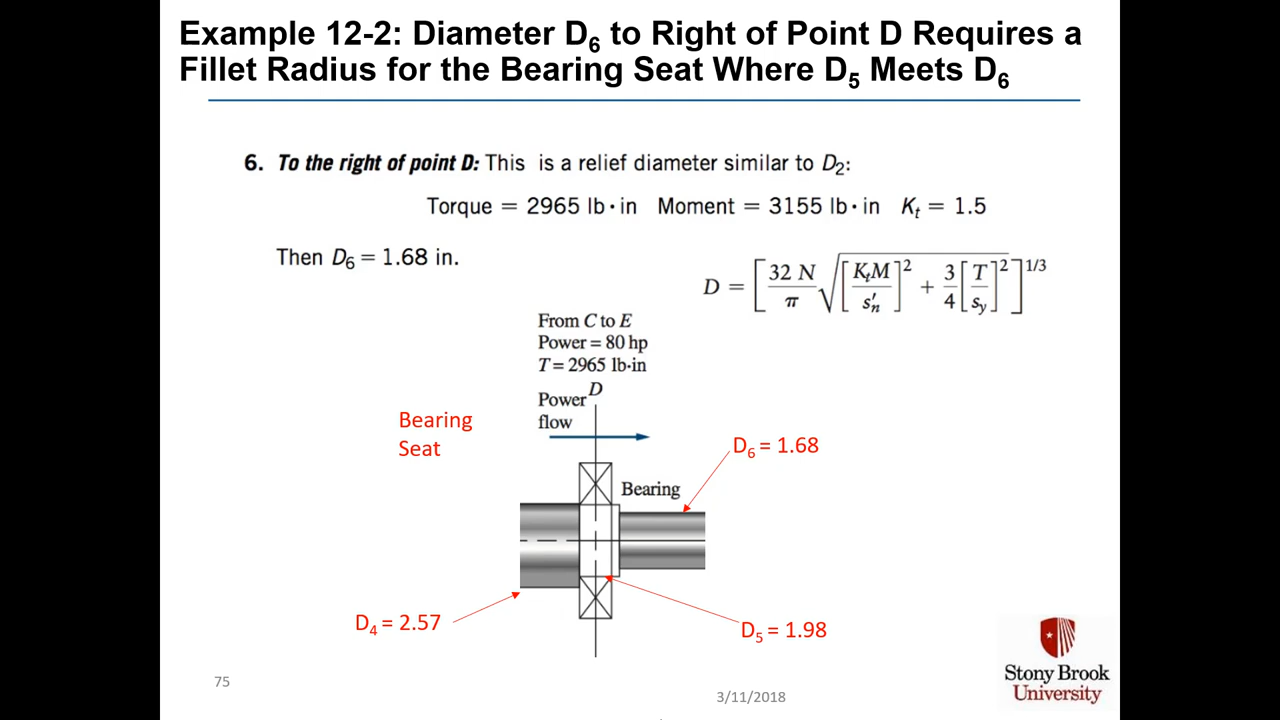 Example 12-2: Diameter D₆ to Right of Point D Requires a
Fillet Radius for the Bearing Seat Where D₅ Meets D₆
6. To the right of point D: This is a relief diameter similar to D₂:
Torque = 2965 lb·in Moment = 3155 lb·in Kₜ = 1.5
Then D₆ = 1.68 in.
D = [ 32 N / π √( [ KₜM / s′ₙ ]² + 3/4 [ T / s_y ]² ) ]^1/3
From C to E
Power = 80 hp
T = 2965 lb·in
D
Power
flow
Bearing
Seat
D₆ = 1.68
Bearing
D₄ = 2.57
D₅ = 1.98
75
3/11/2018
Stony Brook
University